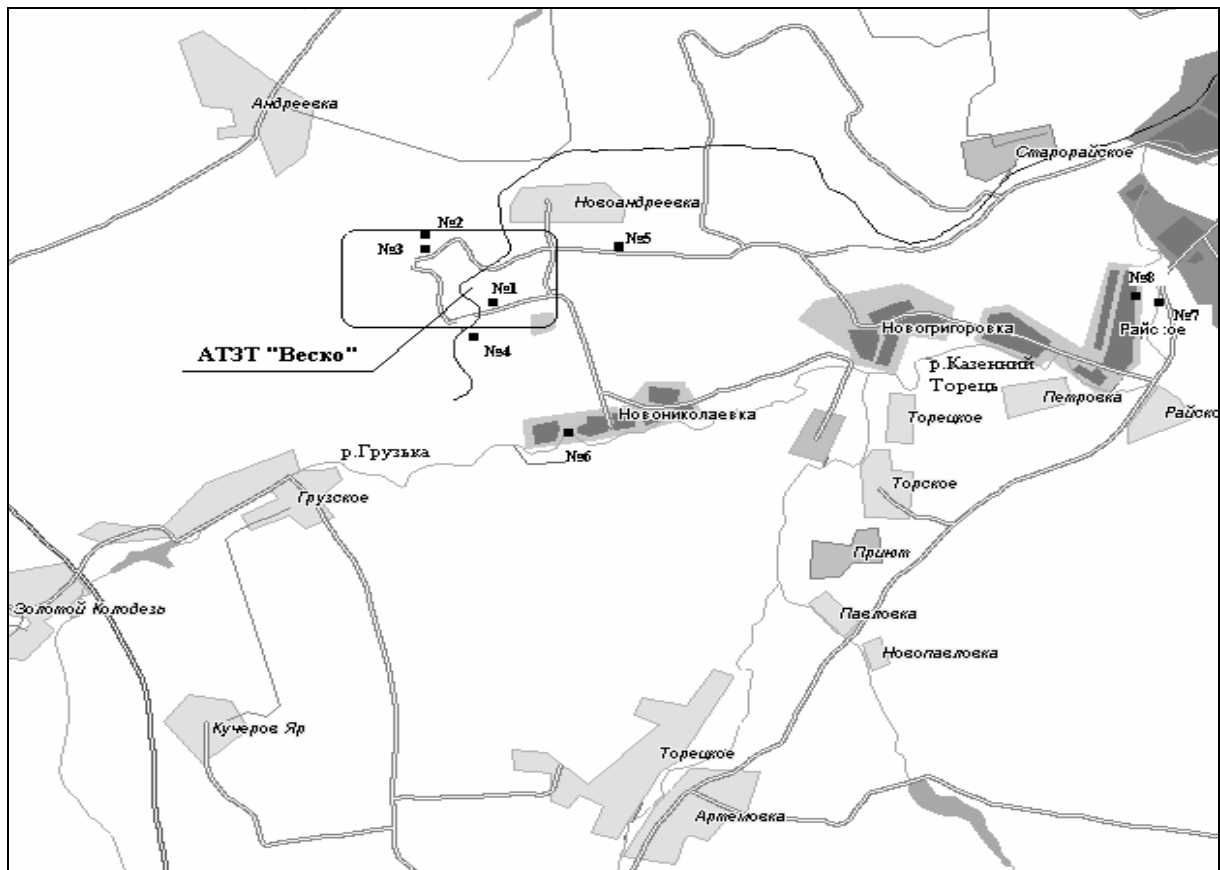 Андреевка
Старорайское
Новоандреевка
№2
№3
№5
№1
№8
№7
№4
АТЗТ "Веско"
Новогригоровка
Райское
р.Казенний
Торець
Петровка
Торецкое
Райско
Новониколаевка
№6
р.Грузька
Грузское
Торское
Приют
Золотой Колодезь
Павловка
Новопавловка
Кучеров Яр
Торецкое
Артемовка